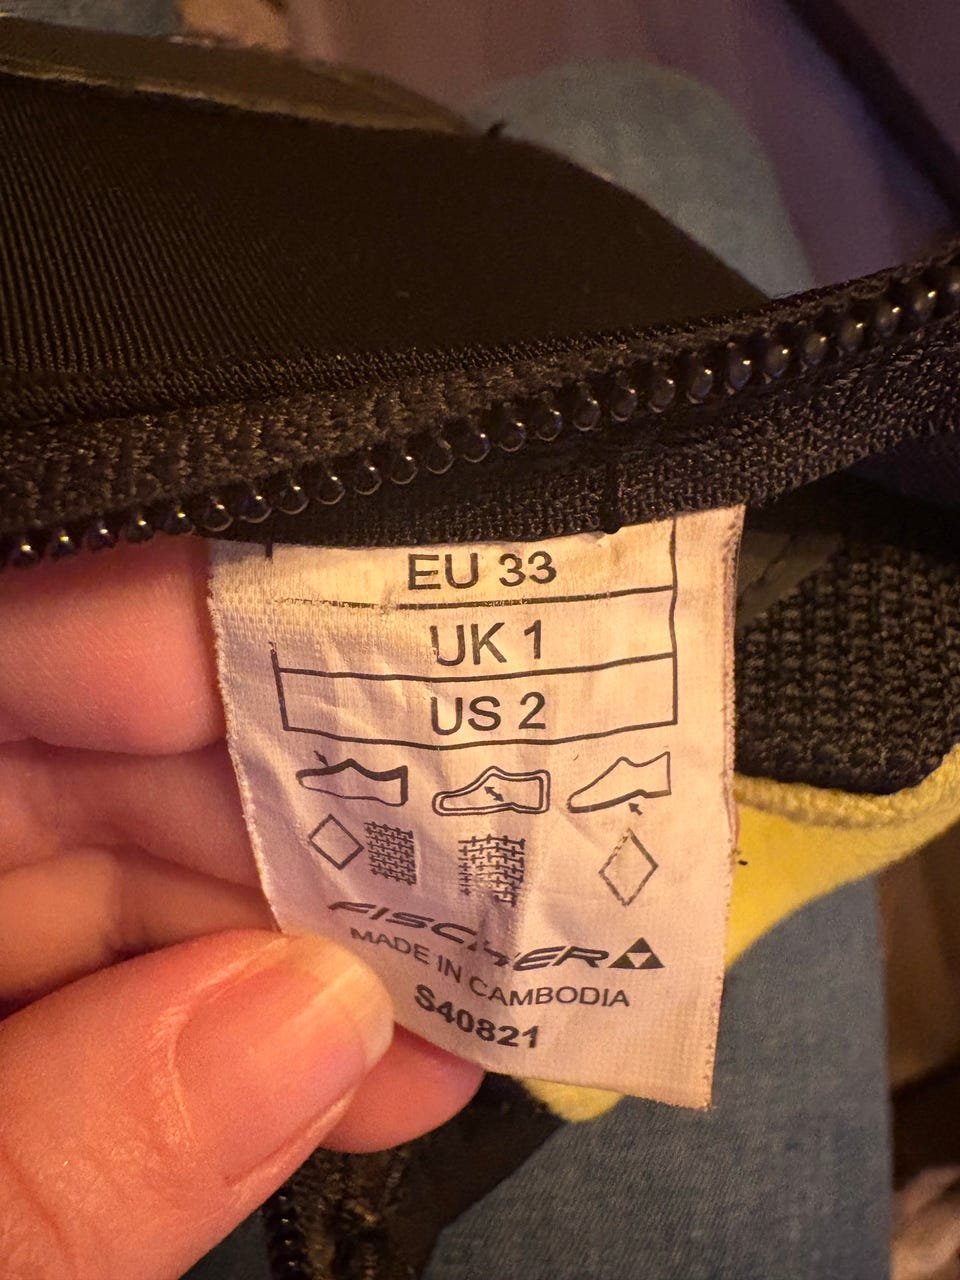 EU 33
UK 1
US 2
FISCHER
MADE IN CAMBODIA
S40821